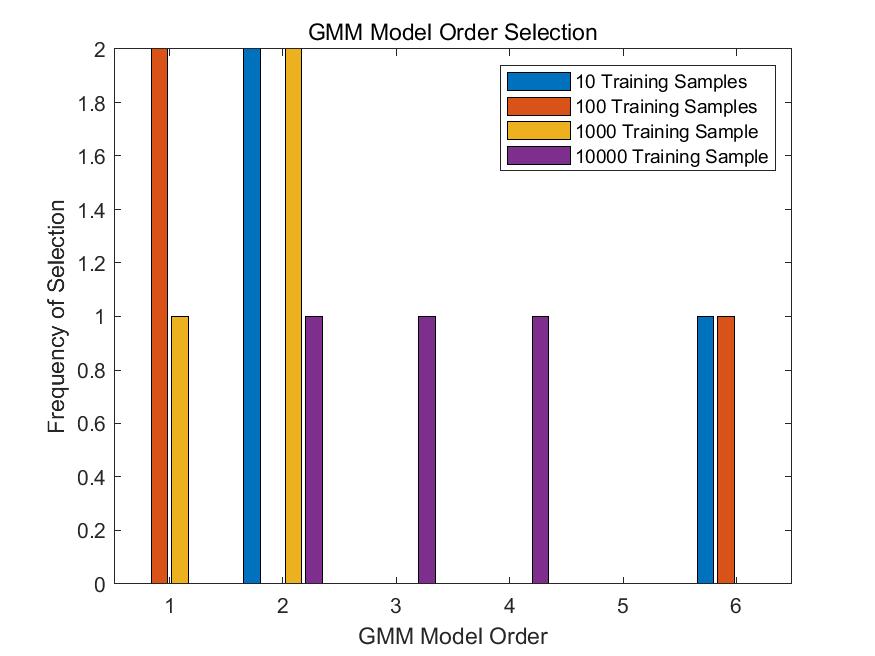 GMM Model Order Selection
10 Training Samples
100 Training Samples
1000 Training Sample
10000 Training Sample
Frequency of Selection
2
1.8
1.6
1.4
1.2
1
0.8
0.6
0.4
0.2
0
1 2 3 4 5 6
GMM Model Order